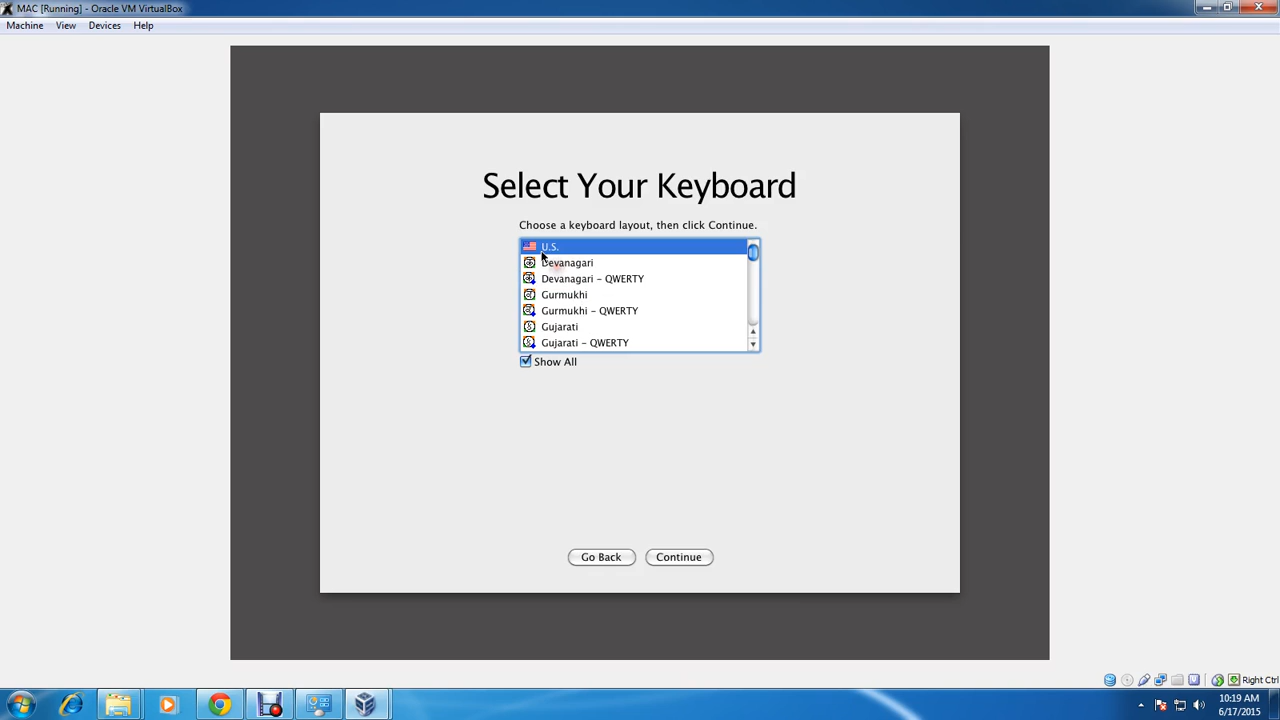 MAC [Running] - Oracle VM VirtualBox
Machine View Devices Help
Select Your Keyboard
Choose a keyboard layout, then click Continue.
U.S.
Devanagari
Devanagari – QWERTY
Gurmukhi
Gurmukhi – QWERTY
Gujarati
Gujarati – QWERTY
Show All
Go Back Continue
Right Ctrl
10:19 AM
6/17/2015